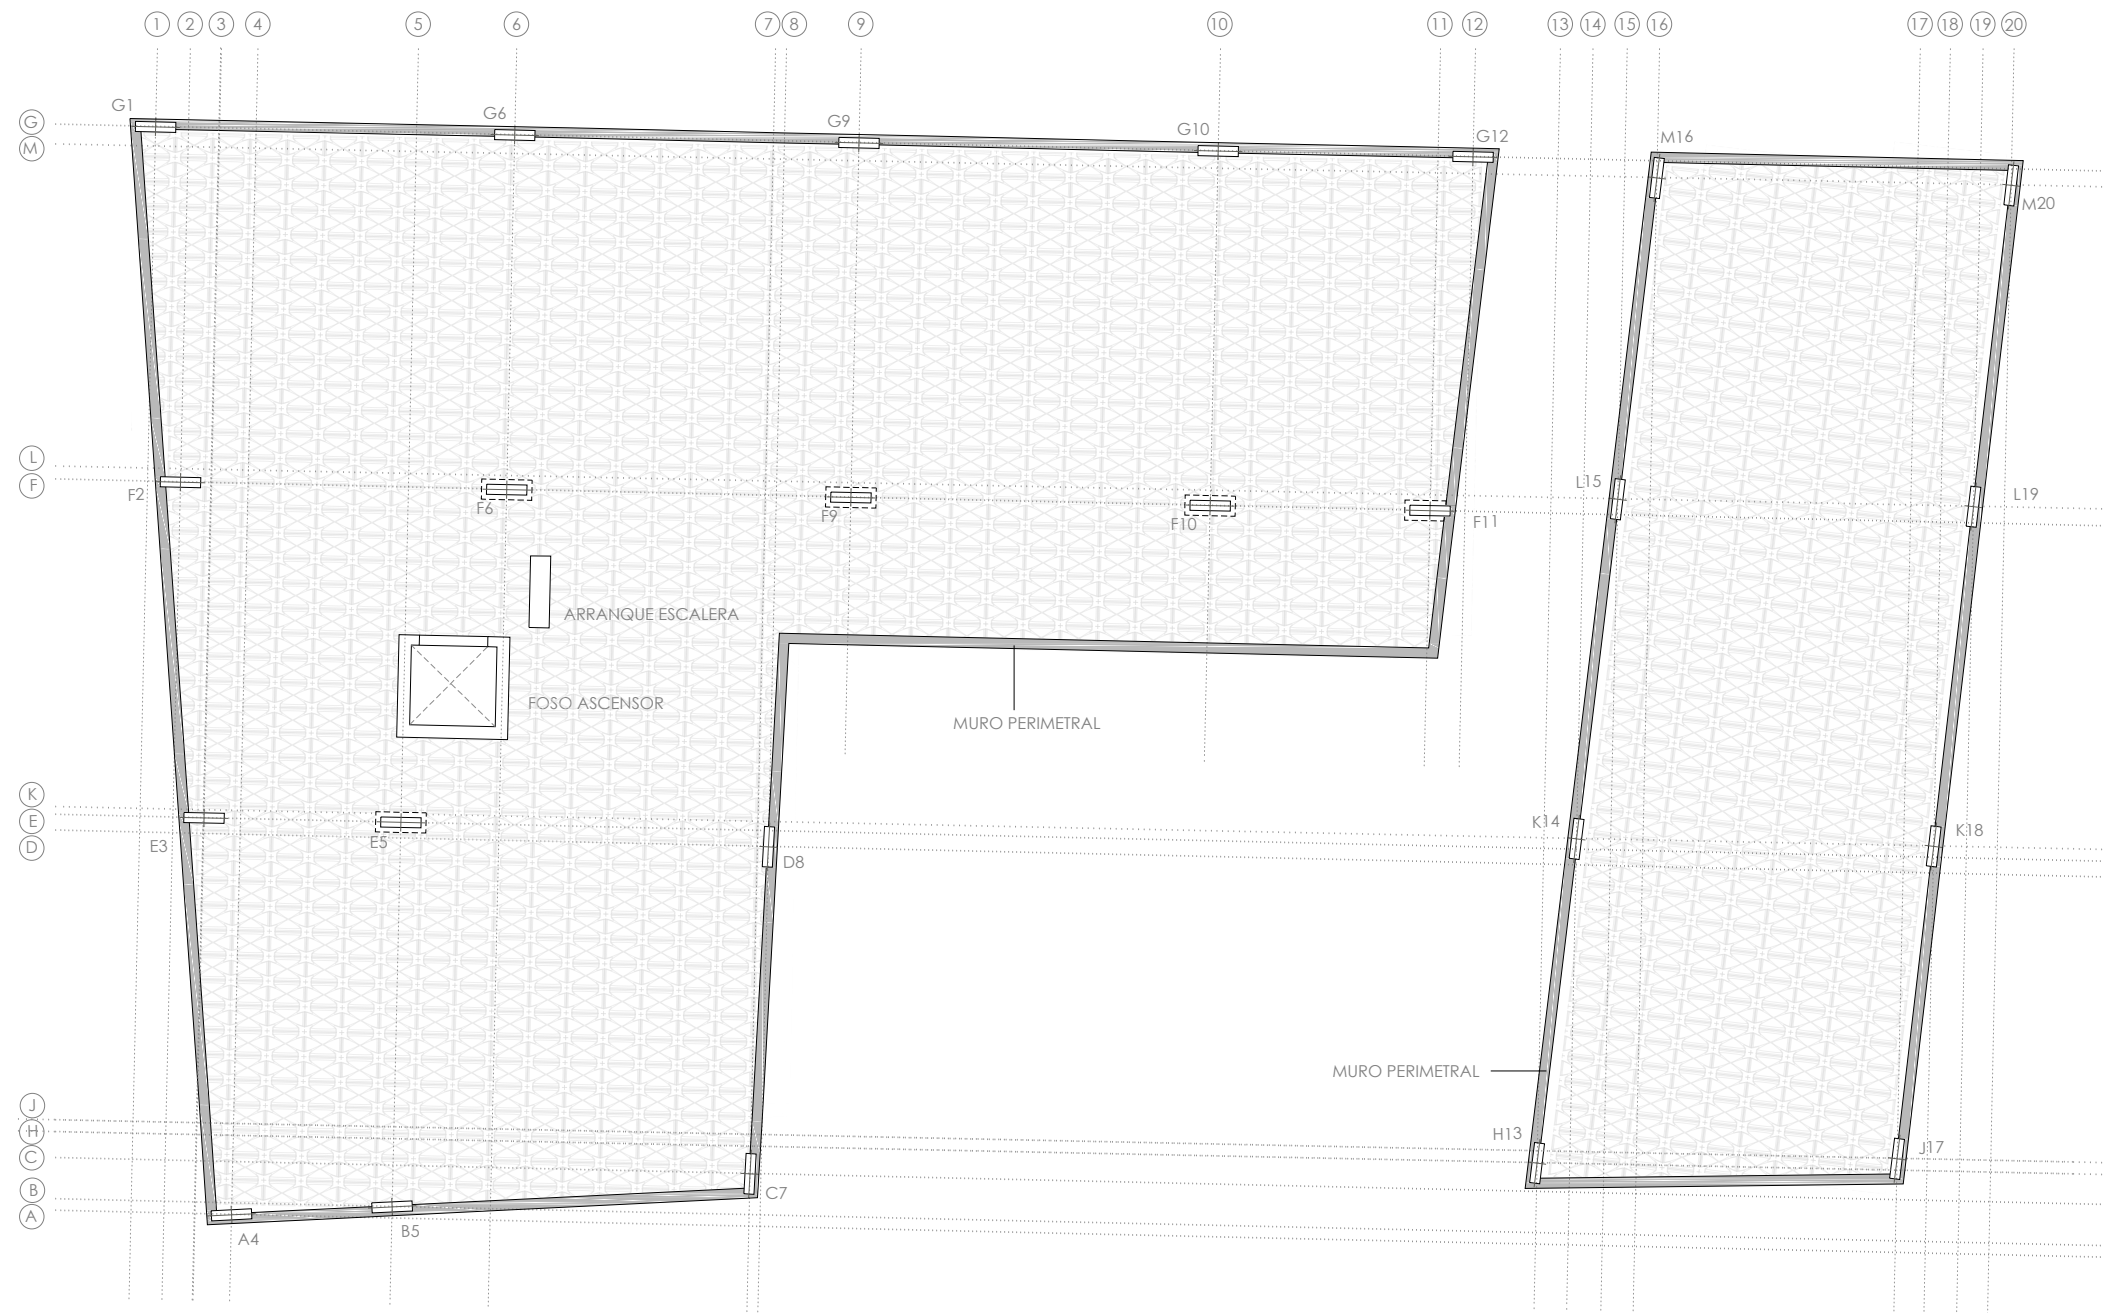 1 2 3 4 5 6 7 8 9 10 11 12 13 14 15 16 17 18 19 20
G1
G6
G9
G10
G12
M16
G
M
M20
L
F
F2
F6
F9
F10
F11
L15
L19
ARRANQUE ESCALERA
FOSO ASCENSOR
MURO PERIMETRAL
K
E
D
E3
E5
D8
K14
K18
MURO PERIMETRAL
J
H
C
B
A
H13
J17
C7
B5
A4